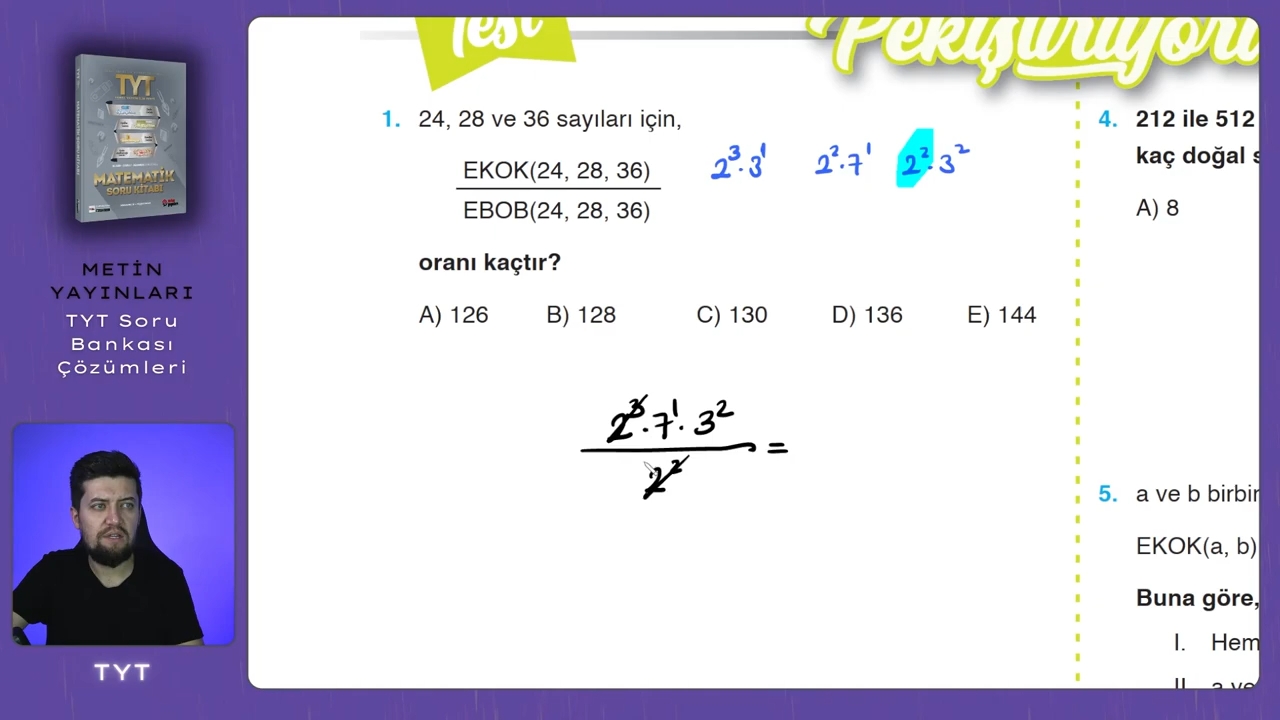 TYT
MATEMATİK
SORU KİTABI
METİN
YAYINLARI
TYT Soru
Bankası
Çözümleri
TYT
Test
Pekiştiriyoru
1. 24, 28 ve 36 sayıları için,
EKOK(24, 28, 36)
EBOB(24, 28, 36)
2³·3¹ 2²·7¹ 2²·3²
oranı kaçtır?
A) 126 B) 128 C) 130 D) 136 E) 144
2³·7¹·3²
2²
=
4. 212 ile 512
kaç doğal s
A) 8
5. a ve b birbir
EKOK(a, b)
Buna göre,
I. Hem
II. a ve